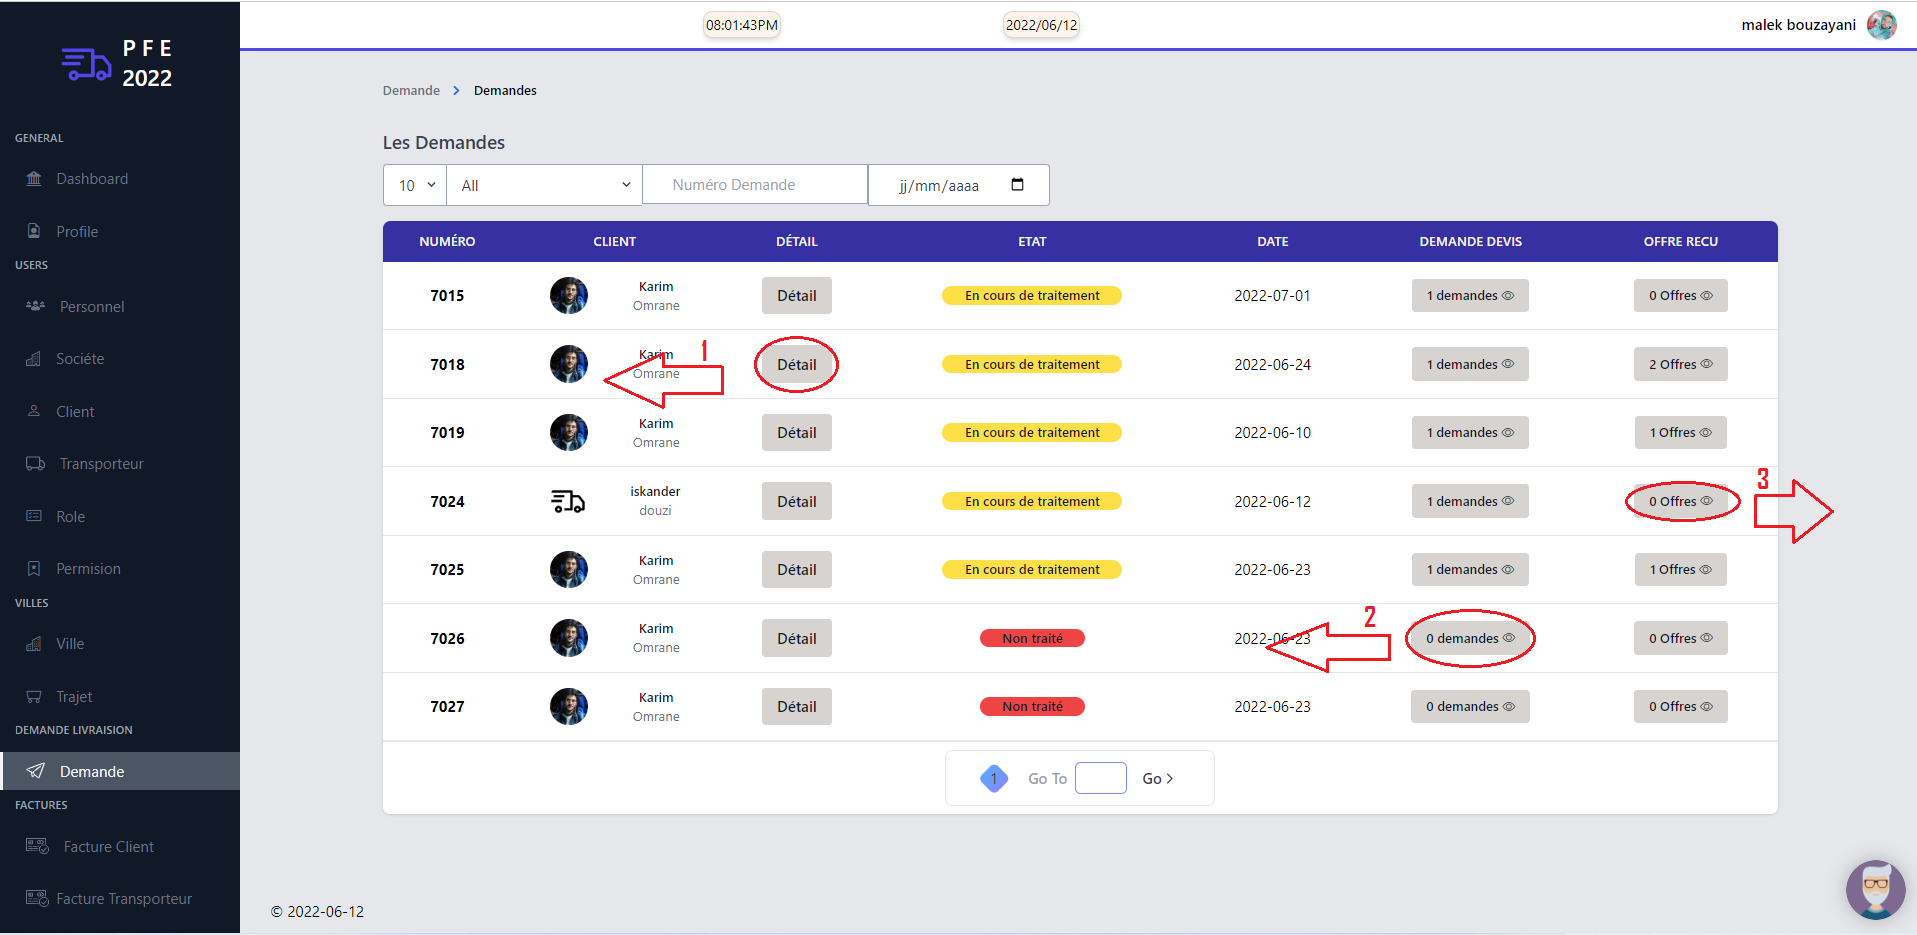 PFE
2022
08:01:43PM
2022/06/12
malek bouzayani
GENERAL
Dashboard
Profile
USERS
Personnel
Sociéte
Client
Transporteur
Role
Permision
VILLES
Ville
Trajet
DEMANDE LIVRAISION
Demande
FACTURES
Facture Client
Facture Transporteur
Demande > Demandes
Les Demandes
10 All Numéro Demande jj/mm/aaaa
NUMÉRO CLIENT DÉTAIL ETAT DATE DEMANDE DEVIS OFFRE RECU
7015 Karim Omrane Détail En cours de traitement 2022-07-01 1 demandes 0 Offres
1
7018 Karim Omrane Détail En cours de traitement 2022-06-24 1 demandes 2 Offres
7019 Karim Omrane Détail En cours de traitement 2022-06-10 1 demandes 1 Offres
3
7024 iskander douzi Détail En cours de traitement 2022-06-12 1 demandes 0 Offres
7025 Karim Omrane Détail En cours de traitement 2022-06-23 1 demandes 1 Offres
2
7026 Karim Omrane Détail Non traité 2022-06-23 0 demandes 0 Offres
7027 Karim Omrane Détail Non traité 2022-06-23 0 demandes 0 Offres
1 Go To Go >
© 2022-06-12